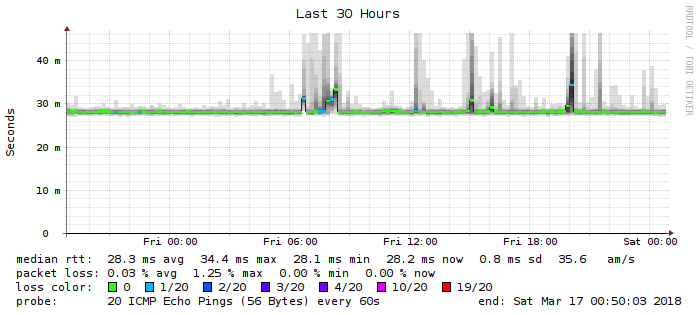 Last 30 Hours
RRDTOOL / TOBI OETIKER
Seconds
40 m
30 m
20 m
10 m
0
Fri 00:00 Fri 06:00 Fri 12:00 Fri 18:00 Sat 00:00
median rtt: 28.3 ms avg 34.4 ms max 28.1 ms min 28.2 ms now 0.8 ms sd 35.6 am/s
packet loss: 0.03 % avg 1.25 % max 0.00 % min 0.00 % now
loss color: 0 1/20 2/20 3/20 4/20 10/20 19/20
probe: 20 ICMP Echo Pings (56 Bytes) every 60s end: Sat Mar 17 00:50:03 2018